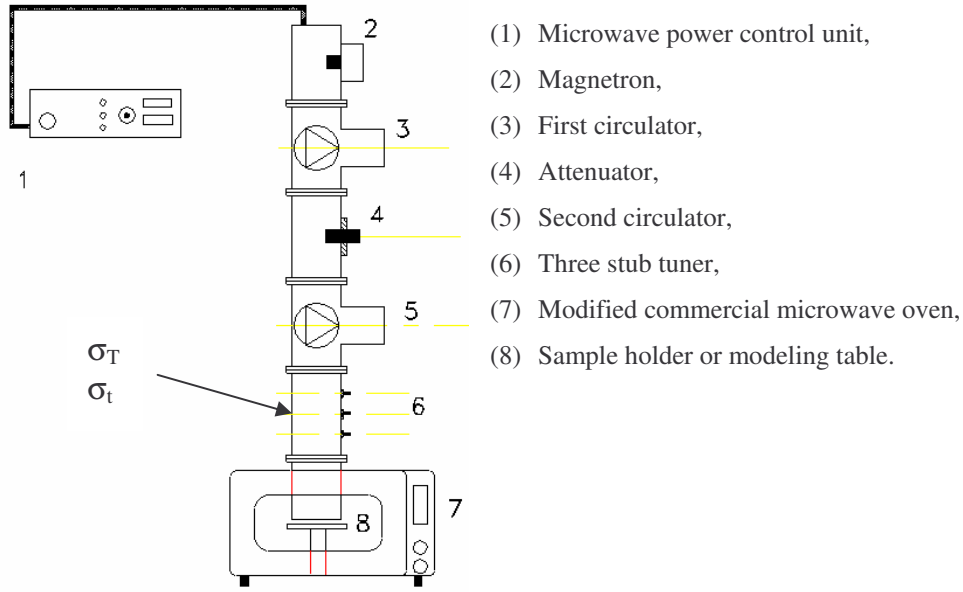 2
3
1
4
5
σT
σt
6
7
8
(1) Microwave power control unit,
(2) Magnetron,
(3) First circulator,
(4) Attenuator,
(5) Second circulator,
(6) Three stub tuner,
(7) Modified commercial microwave oven,
(8) Sample holder or modeling table.